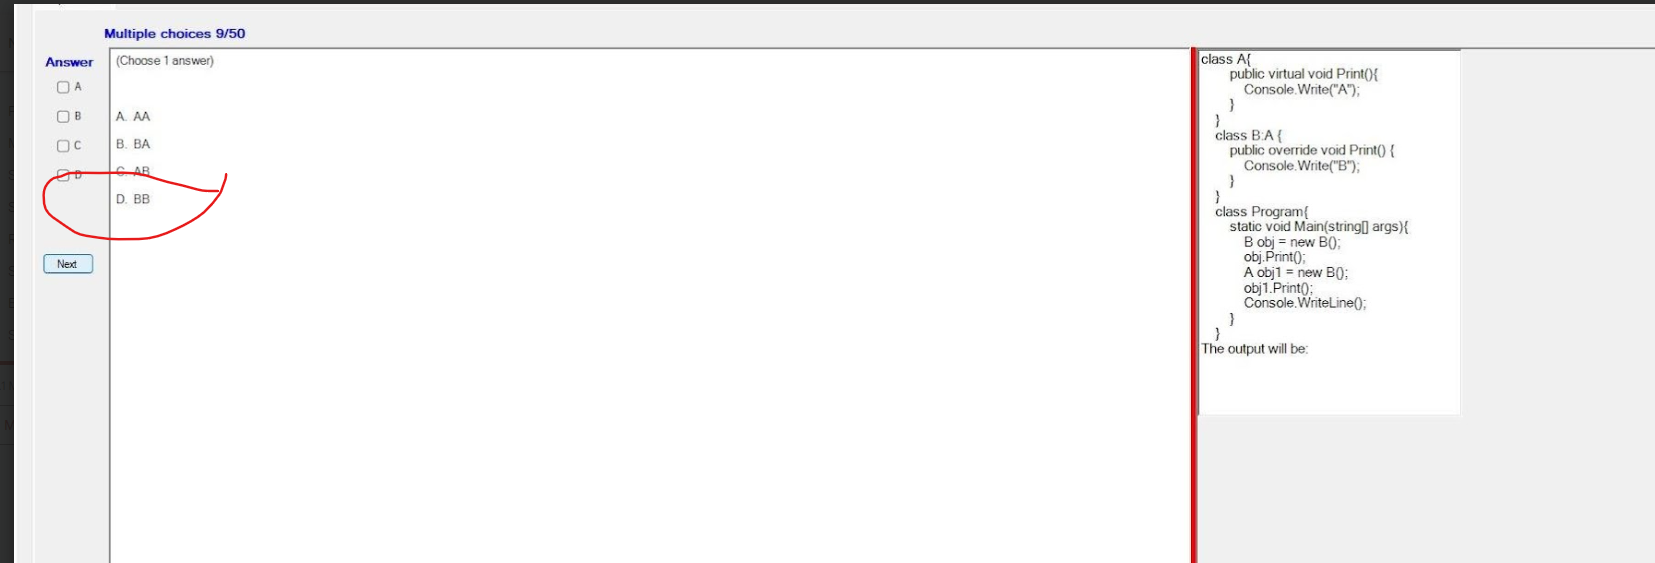 Multiple choices 9/50
Answer
A
B
C
D
Next
(Choose 1 answer)
A. AA
B. BA
C. AB
D. BB
class A{
public virtual void Print(){
Console.Write("A");
}
}
class B:A {
public override void Print() {
Console.Write("B");
}
}
class Program{
static void Main(string[] args){
B obj = new B();
obj.Print();
A obj1 = new B();
obj1.Print();
Console.WriteLine();
}
}
The output will be: